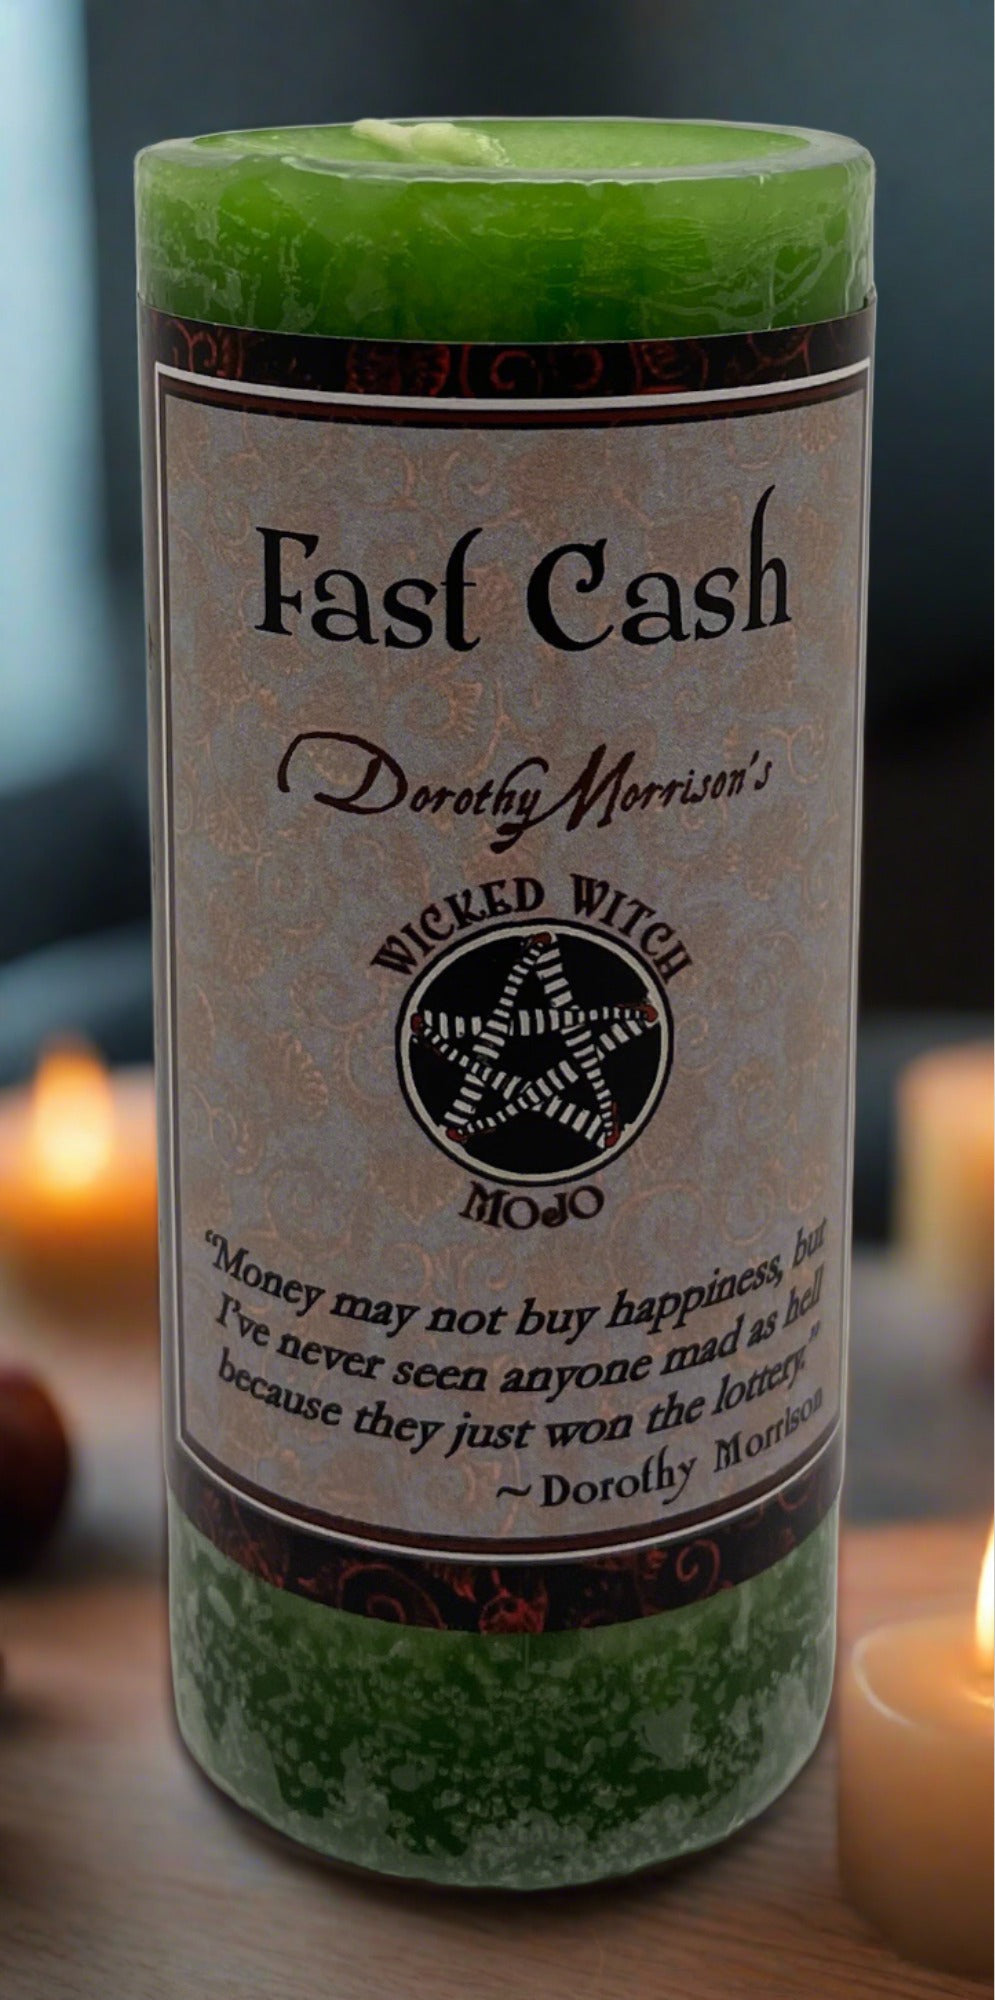 Fast Cash
Dorothy Morrison's
WICKED WITCH
MOJO
“Money may not buy happiness, but
I've never seen anyone mad as hell
because they just won the lottery.”
~Dorothy Morrison